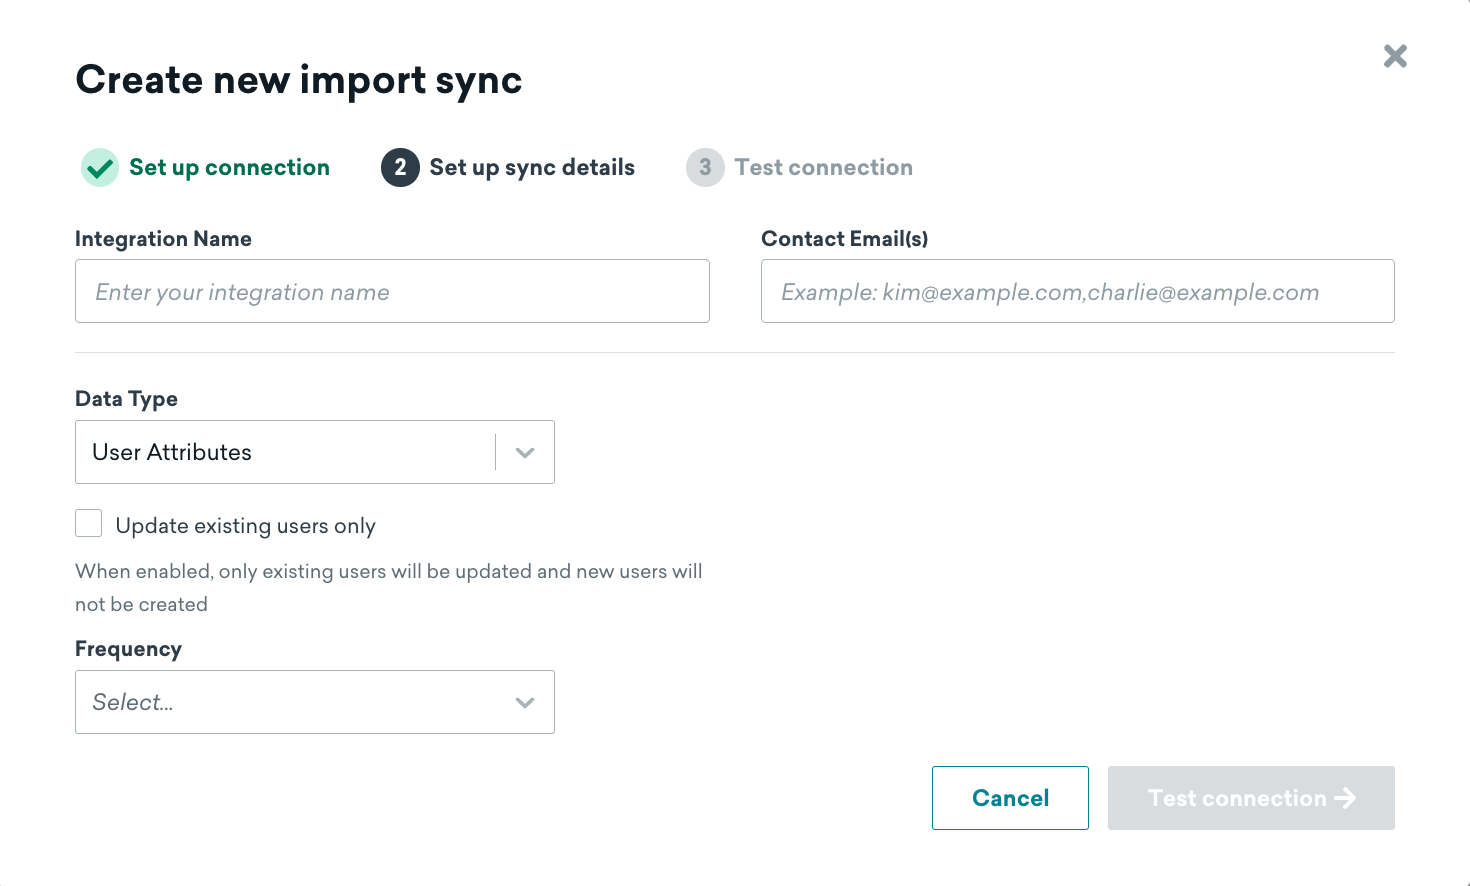 Create new import sync
Set up connection
2 Set up sync details
3 Test connection
Integration Name
Enter your integration name
Contact Email(s)
Example: kim@example.com,charlie@example.com
Data Type
User Attributes
Update existing users only
When enabled, only existing users will be updated and new users will
not be created
Frequency
Select...
Cancel
Test connection